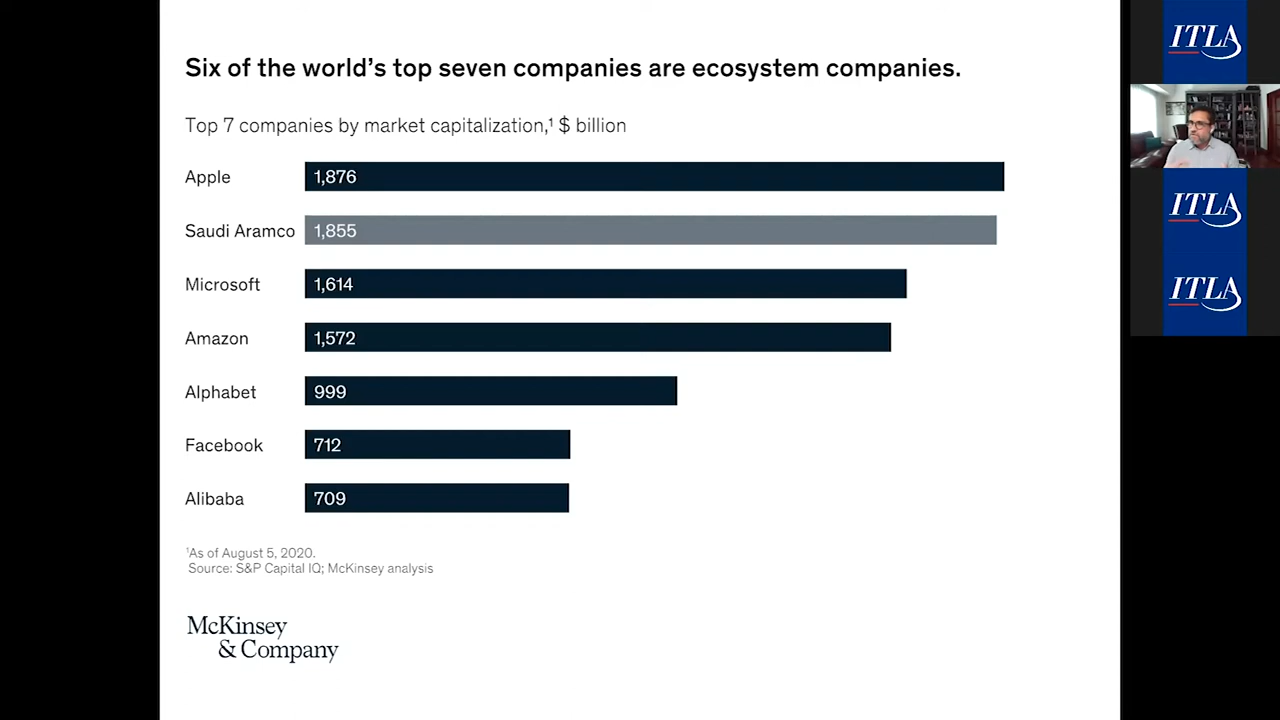 Six of the world's top seven companies are ecosystem companies.
Top 7 companies by market capitalization,¹ $ billion
Apple 1,876
Saudi Aramco 1,855
Microsoft 1,614
Amazon 1,572
Alphabet 999
Facebook 712
Alibaba 709
¹As of August 5, 2020.
Source: S&P Capital IQ; McKinsey analysis
McKinsey
& Company
ITLA
ITLA
ITLA